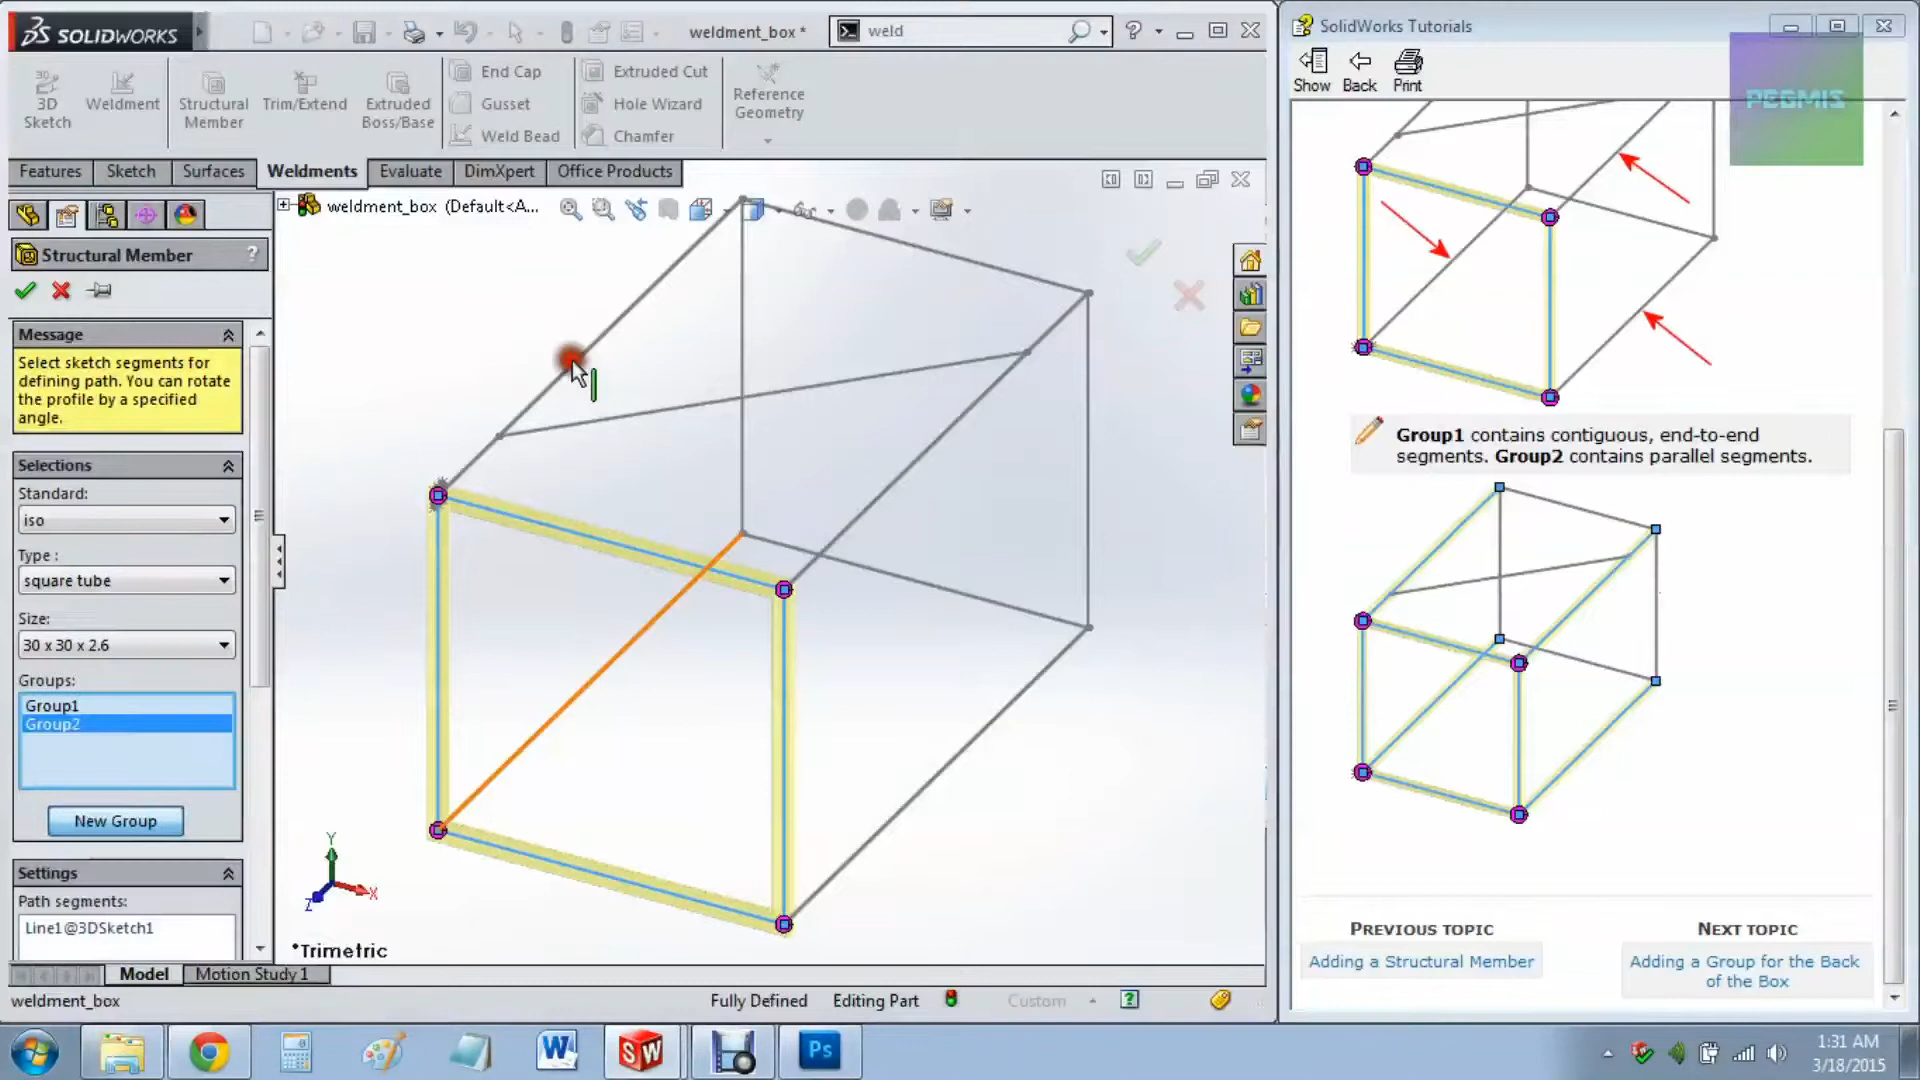 SOLIDWORKS
weldment_box *
weld
3D Sketch
Weldment
Structural Member
Trim/Extend
Extruded Boss/Base
End Cap
Gusset
Weld Bead
Extruded Cut
Hole Wizard
Chamfer
Reference Geometry
Features
Sketch
Surfaces
Weldments
Evaluate
DimXpert
Office Products
weldment_box (Default<A...
Structural Member
?
Message
Select sketch segments for
defining path. You can rotate
the profile by a specified
angle.
Selections
Standard:
iso
Type :
square tube
Size:
30 x 30 x 2.6
Groups:
Group1
Group2
New Group
Settings
Path segments:
Line1@3DSketch1
Y
X
Z
*Trimetric
Model
Motion Study 1
weldment_box
Fully Defined
Editing Part
Custom
SolidWorks Tutorials
Show
Back
Print
PEGMIS
Group1 contains contiguous, end-to-end
segments. Group2 contains parallel segments.
PREVIOUS TOPIC
Adding a Structural Member
NEXT TOPIC
Adding a Group for the Back
of the Box
W
SW
Ps
1:31 AM
3/18/2015